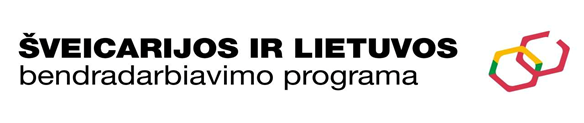 ŠVEICARIJOS IR LIETUVOS
bendradarbiavimo programa